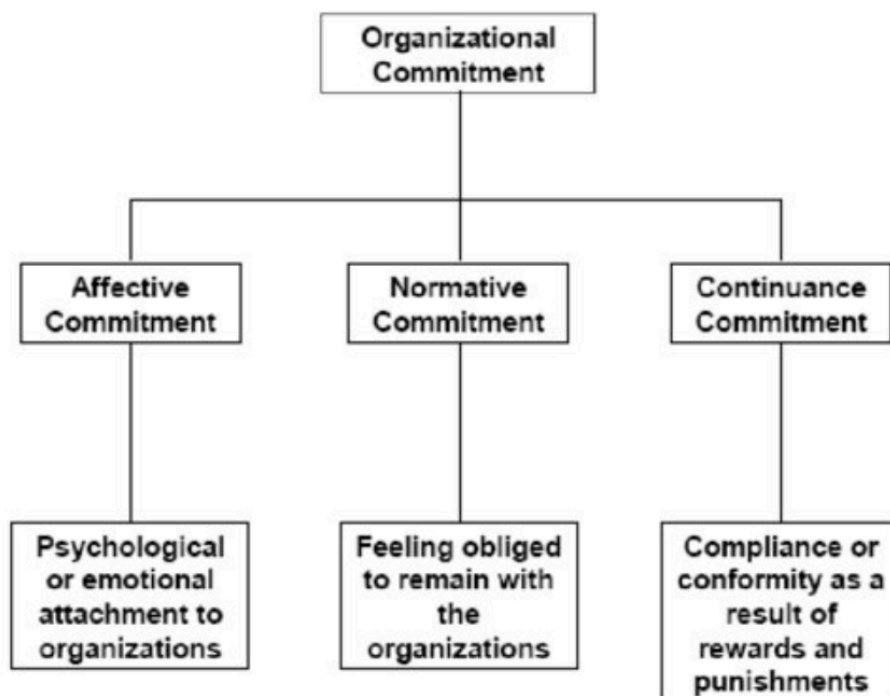 Organizational
Commitment
Affective
Commitment
Normative
Commitment
Continuance
Commitment
Psychological
or emotional
attachment to
organizations
Feeling obliged
to remain with
the
organizations
Compliance or
conformity as a
result of
rewards and
punishments